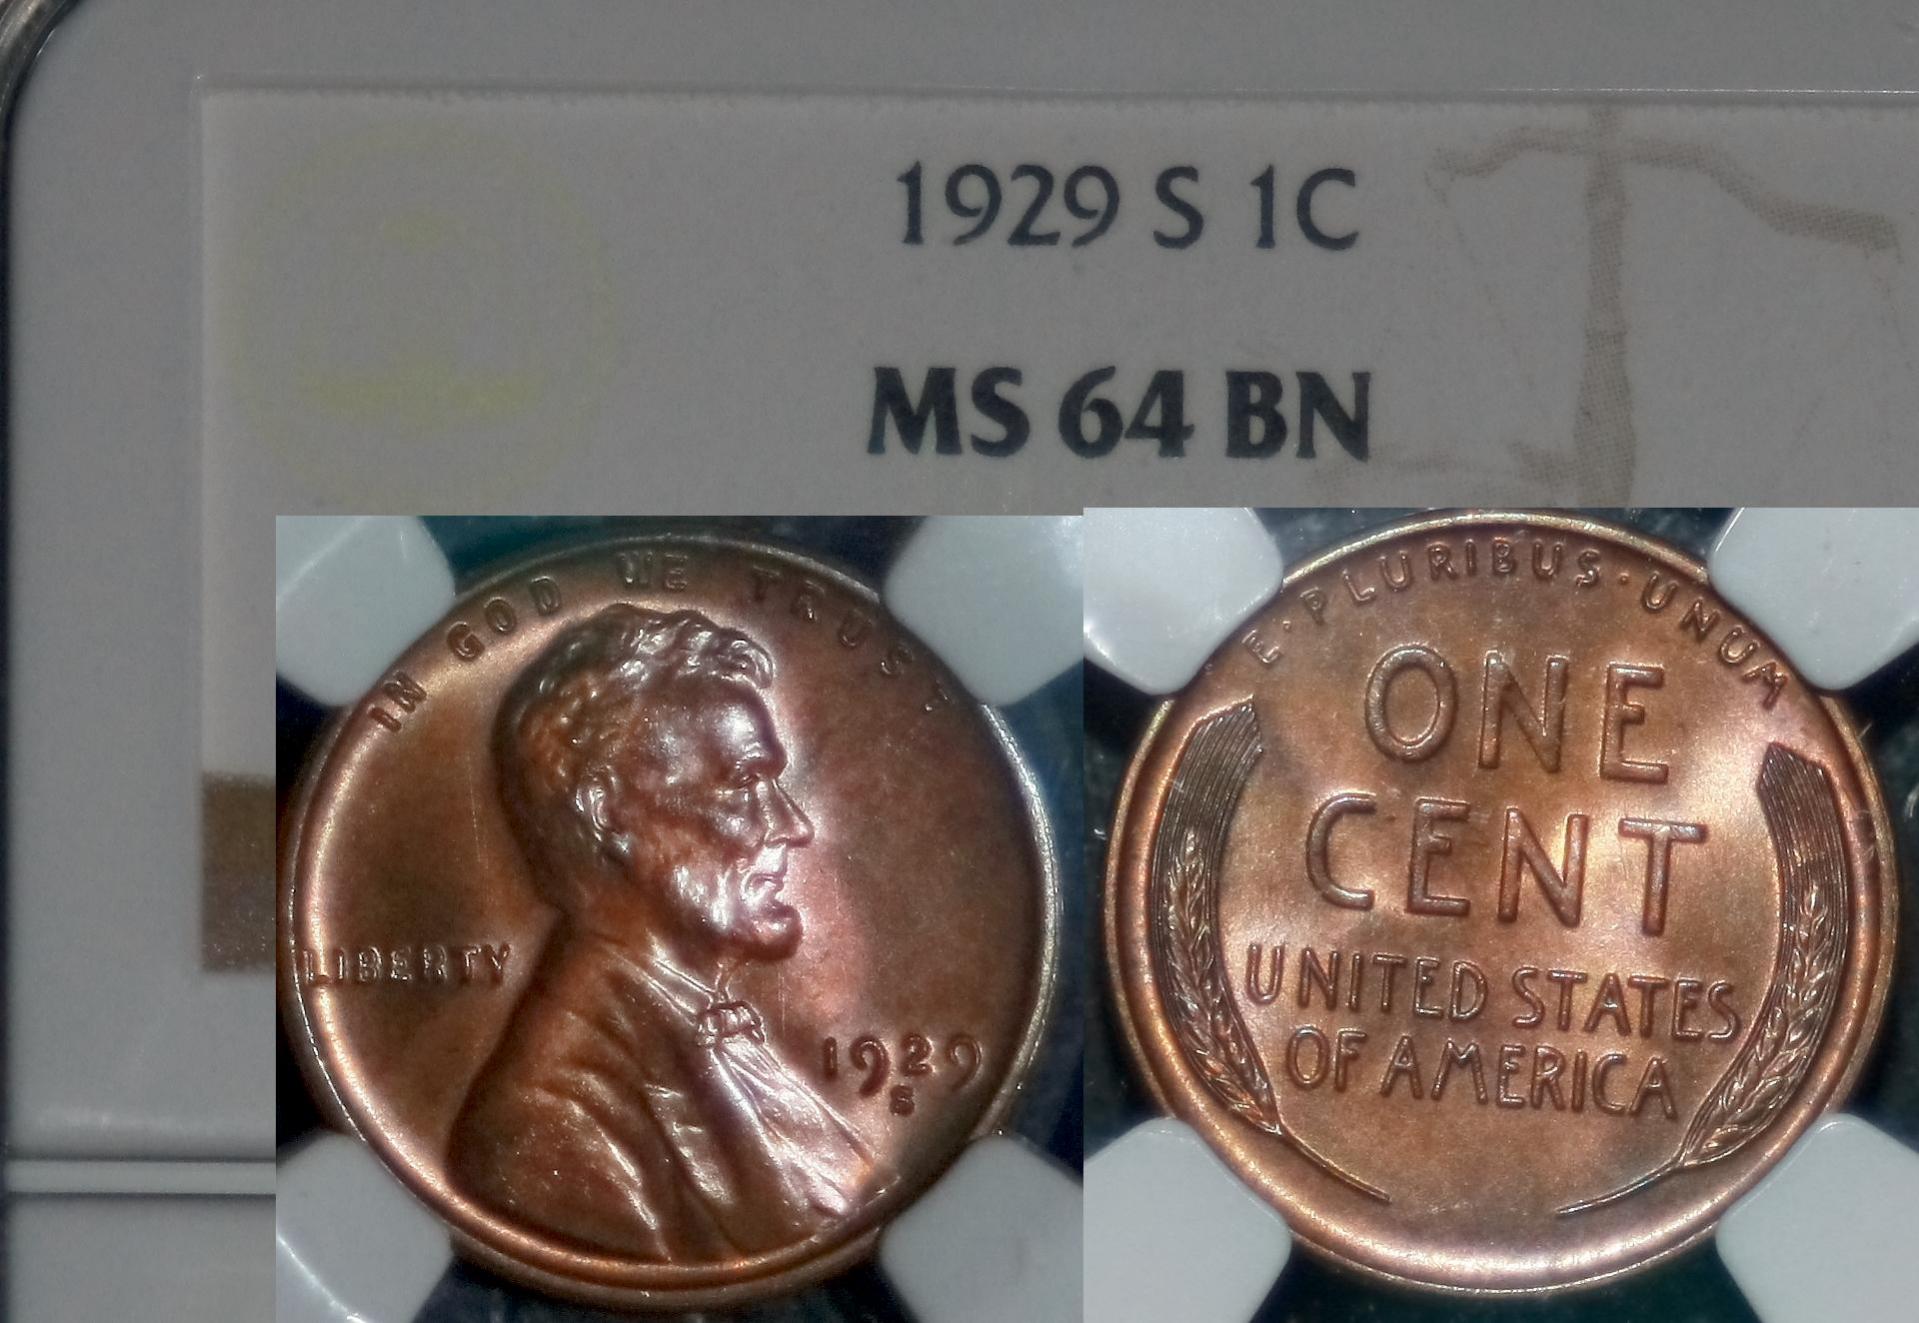 1929 S 1C
MS 64 BN
IN GOD WE TRUST
LIBERTY
1929
S
E·PLURIBUS·UNUM
ONE
CENT
UNITED STATES
OF AMERICA